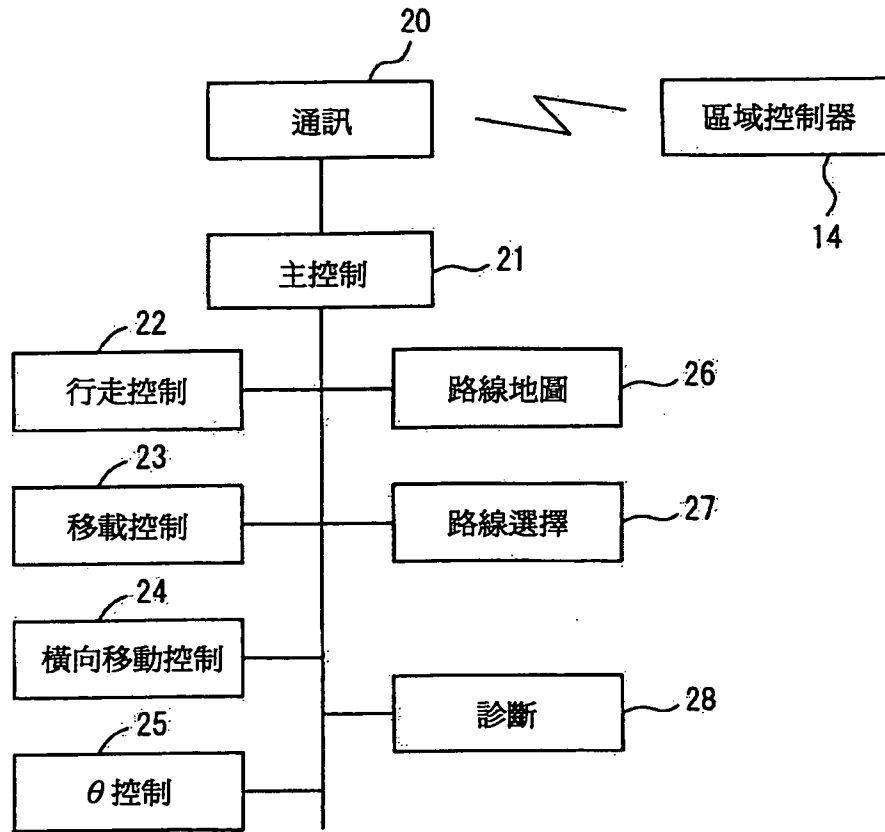 20
通訊
區域控制器
14
主控制
21
22
行走控制
路線地圖
26
23
移載控制
路線選擇
27
24
橫向移動控制
診斷
28
25
θ控制